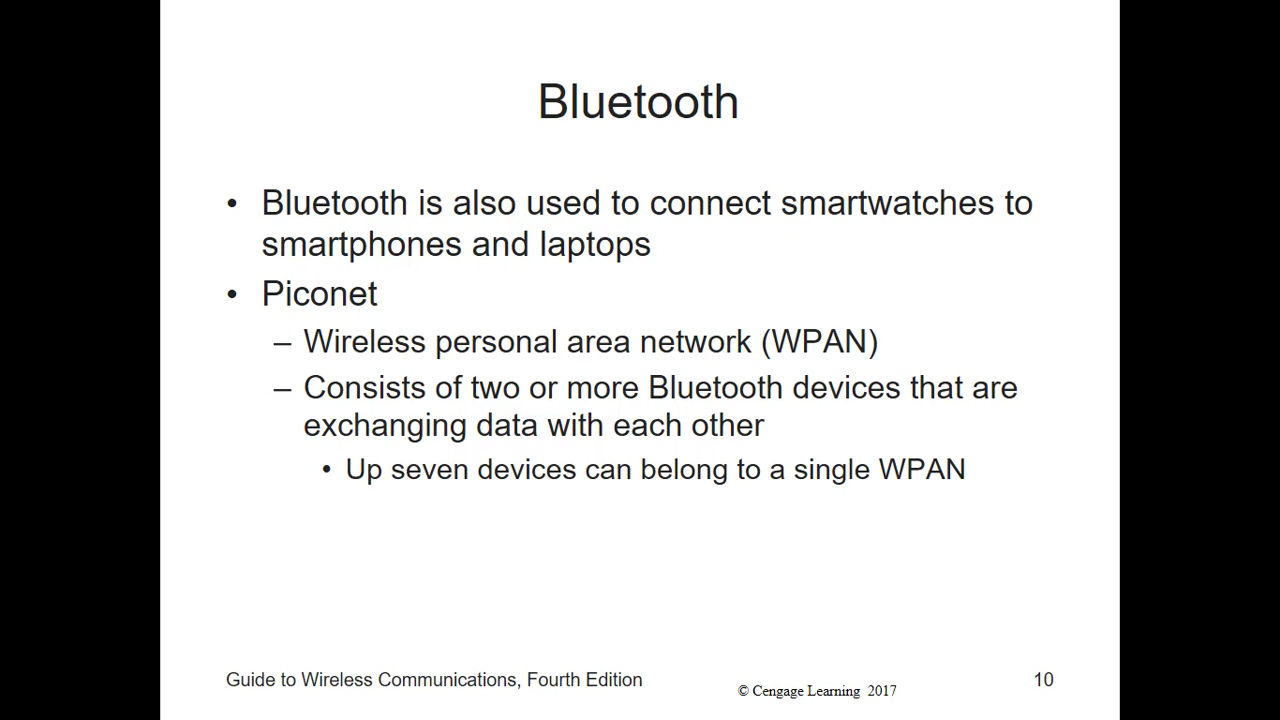 Bluetooth
• Bluetooth is also used to connect smartwatches to
smartphones and laptops
• Piconet
– Wireless personal area network (WPAN)
– Consists of two or more Bluetooth devices that are
exchanging data with each other
• Up seven devices can belong to a single WPAN
Guide to Wireless Communications, Fourth Edition
© Cengage Learning 2017
10